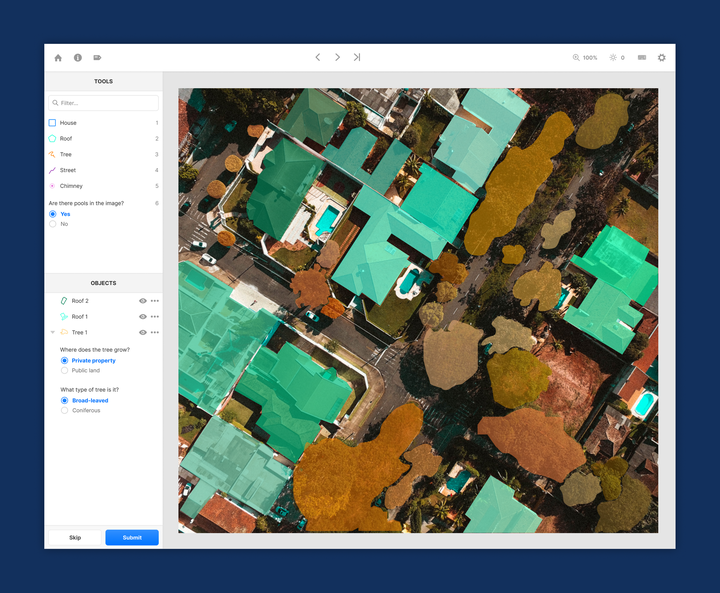 100%
0
TOOLS
Filter...
House 1
Roof 2
Tree 3
Street 4
Chimney 5
Are there pools in the image? 6
Yes
No
OBJECTS
Roof 2
Roof 1
Tree 1
Where does the tree grow?
Private property
Public land
What type of tree is it?
Broad-leaved
Coniferous
Skip
Submit